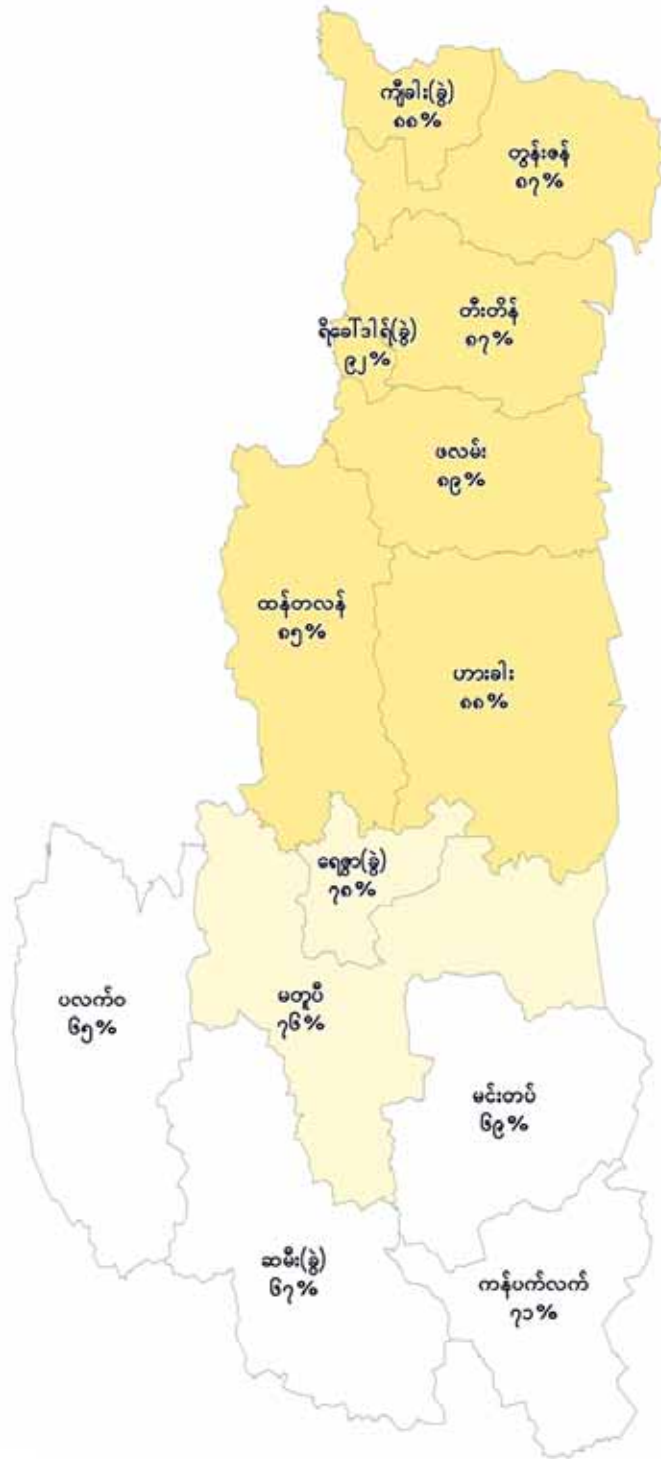 ကျီခါး(ခွဲ)
၈၈%
တွန်းဇန်
၈၇%
တီးတိန်
၈၇%
ရိခေါ်ဒါရ်(ခွဲ)
၉၂%
ဖလမ်း
၈၉%
ထန်တလန်
၈၅%
ဟားခါး
၈၈%
ရေဇွာ(ခွဲ)
၇၈%
ပလက်ဝ
၆၅%
မတူပီ
၇၆%
မင်းတပ်
၆၉%
ဆမီး(ခွဲ)
၆၇%
ကန်ပက်လက်
၇၁%